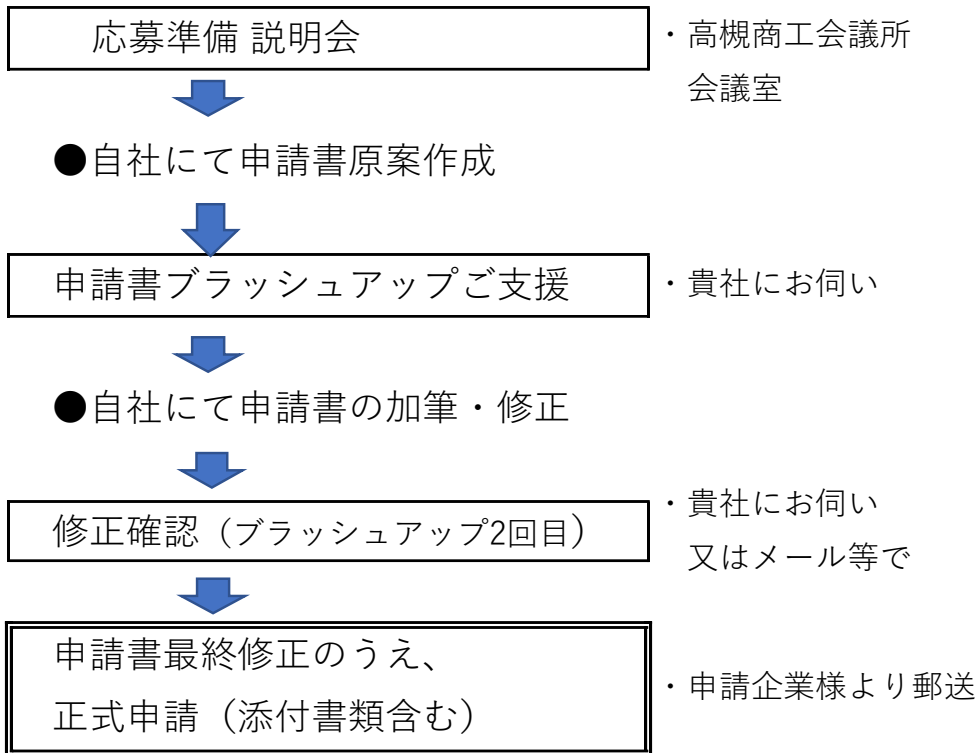 応募準備 説明会
・高槻商工会議所
会議室
●自社にて申請書原案作成
申請書ブラッシュアップご支援
・貴社にお伺い
●自社にて申請書の加筆・修正
修正確認（ブラッシュアップ2回目）
・貴社にお伺い
又はメール等で
申請書最終修正のうえ、
正式申請（添付書類含む）
・申請企業様より郵送